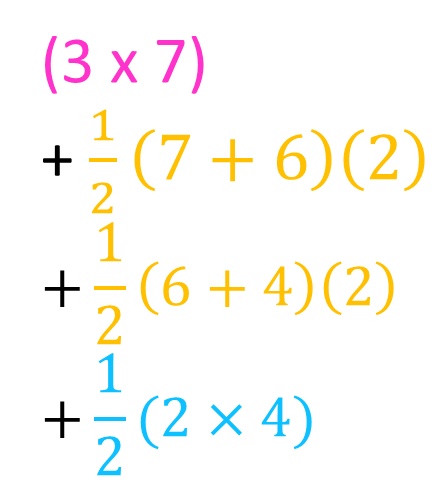 (3 x 7)
+ 1/2 (7 + 6)(2)
+ 1/2 (6 + 4)(2)
+ 1/2 (2 × 4)